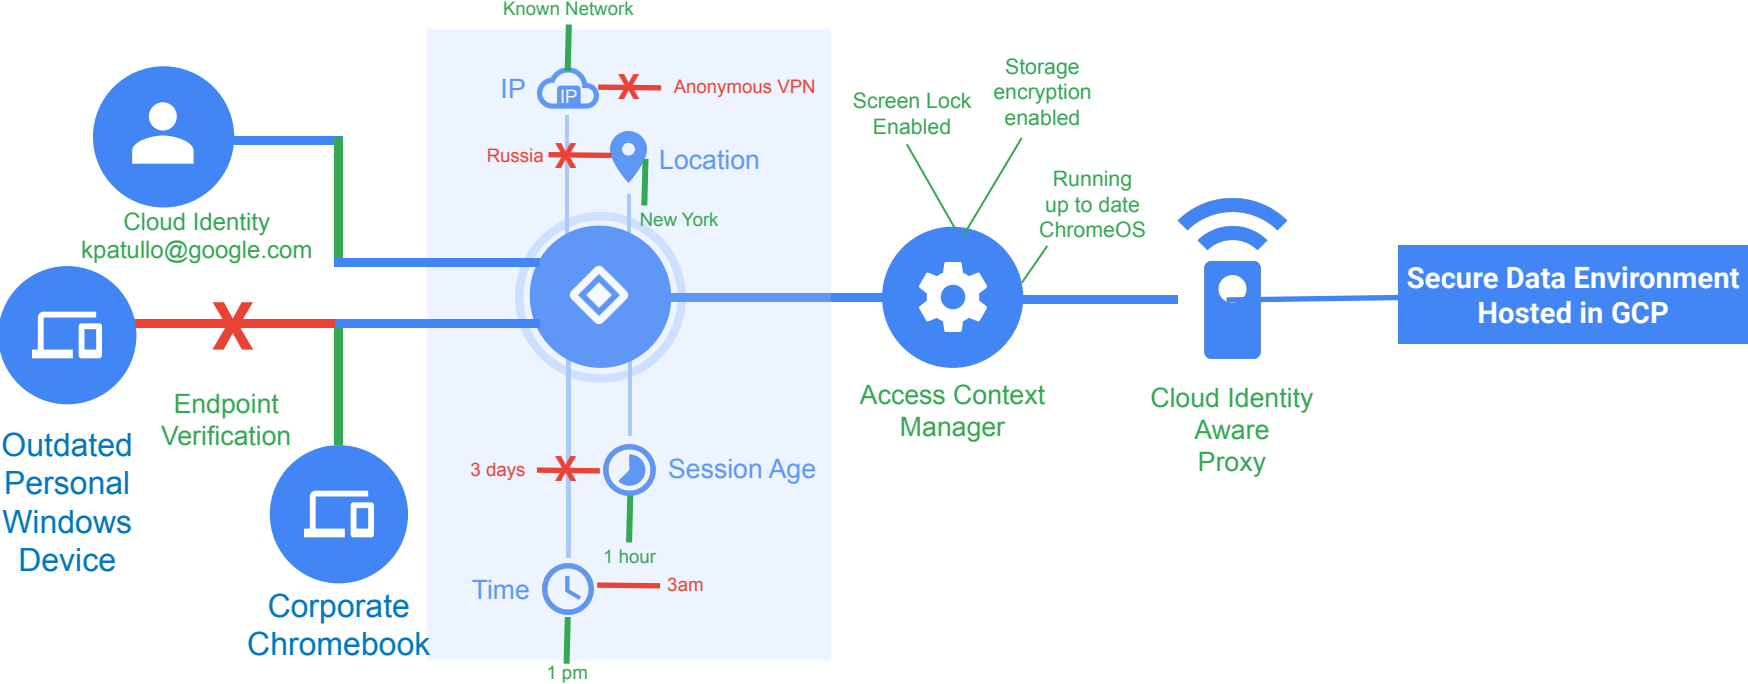 Known Network
IP
IP
X
Anonymous VPN
Russia
X
Location
New York
Cloud Identity
kpatullo@google.com
X
Endpoint
Verification
Outdated
Personal
Windows
Device
Corporate
Chromebook
3 days
X
Session Age
1 hour
Time
3am
1 pm
Screen Lock
Enabled
Storage
encryption
enabled
Running
up to date
ChromeOS
Access Context
Manager
Cloud Identity
Aware
Proxy
Secure Data Environment
Hosted in GCP